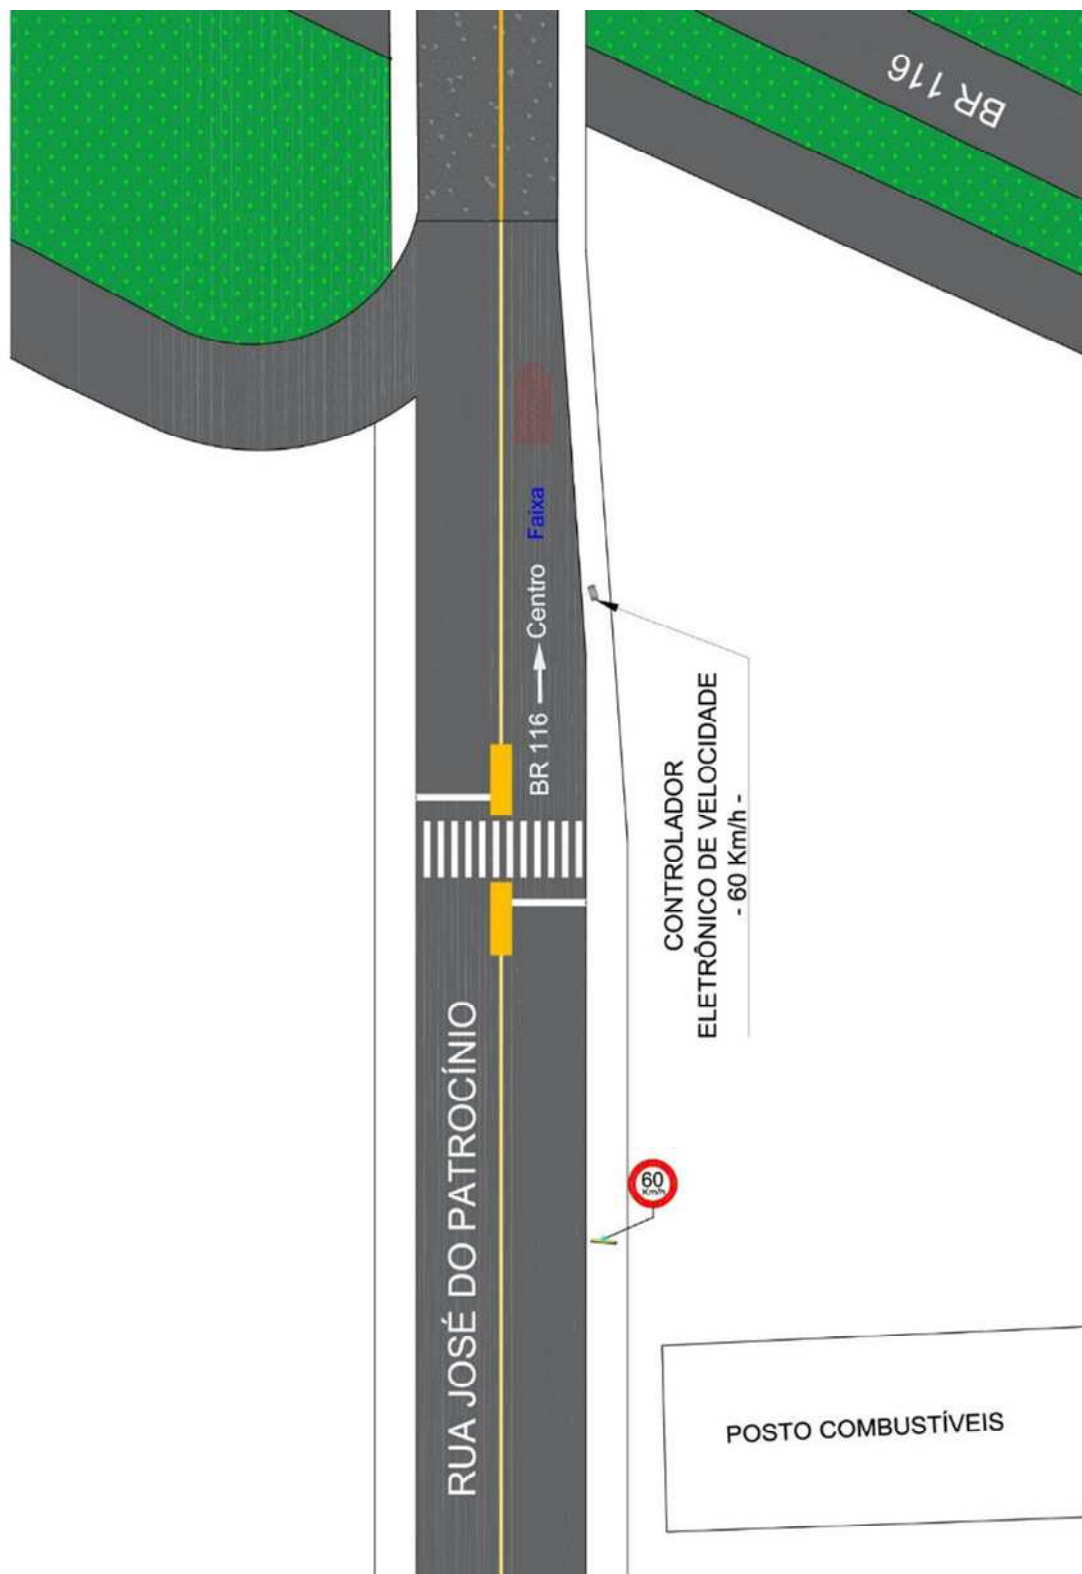 BR 116
Faixa
BR 116 Centro
CONTROLADOR
ELETRÔNICO DE VELOCIDADE
- 60 Km/h -
RUA JOSÉ DO PATROCÍNIO
60
Km/h
POSTO COMBUSTÍVEIS